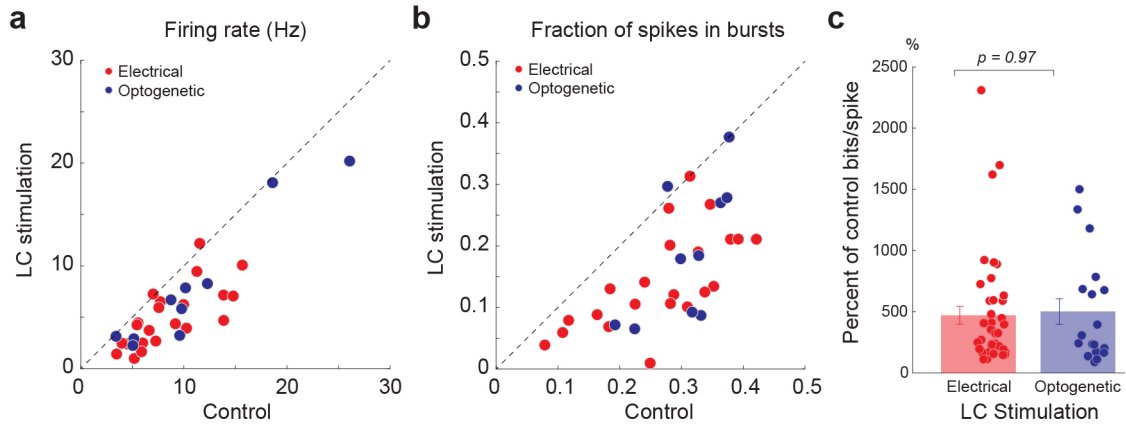 a
Firing rate (Hz)
Electrical
Optogenetic
30
20
10
0
0
10
20
30
LC stimulation
Control
b
Fraction of spikes in bursts
Electrical
Optogenetic
0.5
0.4
0.3
0.2
0.1
0
0
0.1
0.2
0.3
0.4
0.5
LC stimulation
Control
c
%
p = 0.97
2500
2000
1500
1000
500
0
Percent of control bits/spike
Electrical
Optogenetic
LC Stimulation